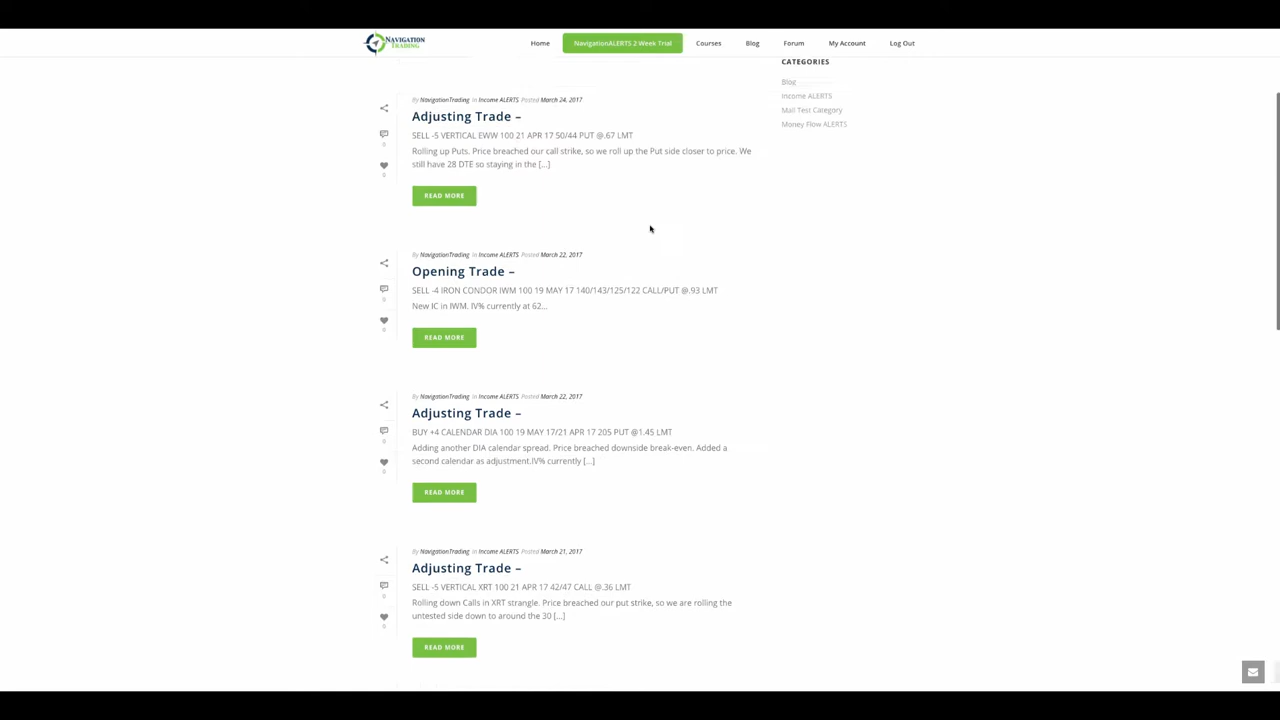 NAVIGATION
TRADING
Home
NavigationALERTS 2 Week Trial
Courses
Blog
Forum
My Account
Log Out
CATEGORIES
Blog
Income ALERTS
Mail Test Category
Money Flow ALERTS
By NavigationTrading In Income ALERTS Posted March 24, 2017
Adjusting Trade –
SELL -5 VERTICAL EWW 100 21 APR 17 50/44 PUT @.67 LMT
Rolling up Puts. Price breached our call strike, so we roll up the Put side closer to price. We
still have 28 DTE so staying in the [...]
0
0
READ MORE
By NavigationTrading In Income ALERTS Posted March 22, 2017
Opening Trade –
SELL -4 IRON CONDOR IWM 100 19 MAY 17 140/143/125/122 CALL/PUT @.93 LMT
New IC in IWM. IV% currently at 62...
0
0
READ MORE
By NavigationTrading In Income ALERTS Posted March 22, 2017
Adjusting Trade –
BUY +4 CALENDAR DIA 100 19 MAY 17/21 APR 17 205 PUT @1.45 LMT
Adding another DIA calendar spread. Price breached downside break-even. Added a
second calendar as adjustment.IV% currently [...]
0
0
READ MORE
By NavigationTrading In Income ALERTS Posted March 21, 2017
Adjusting Trade –
SELL -5 VERTICAL XRT 100 21 APR 17 42/47 CALL @.36 LMT
Rolling down Calls in XRT strangle. Price breached our put strike, so we are rolling the
untested side down to around the 30 [...]
0
0
READ MORE